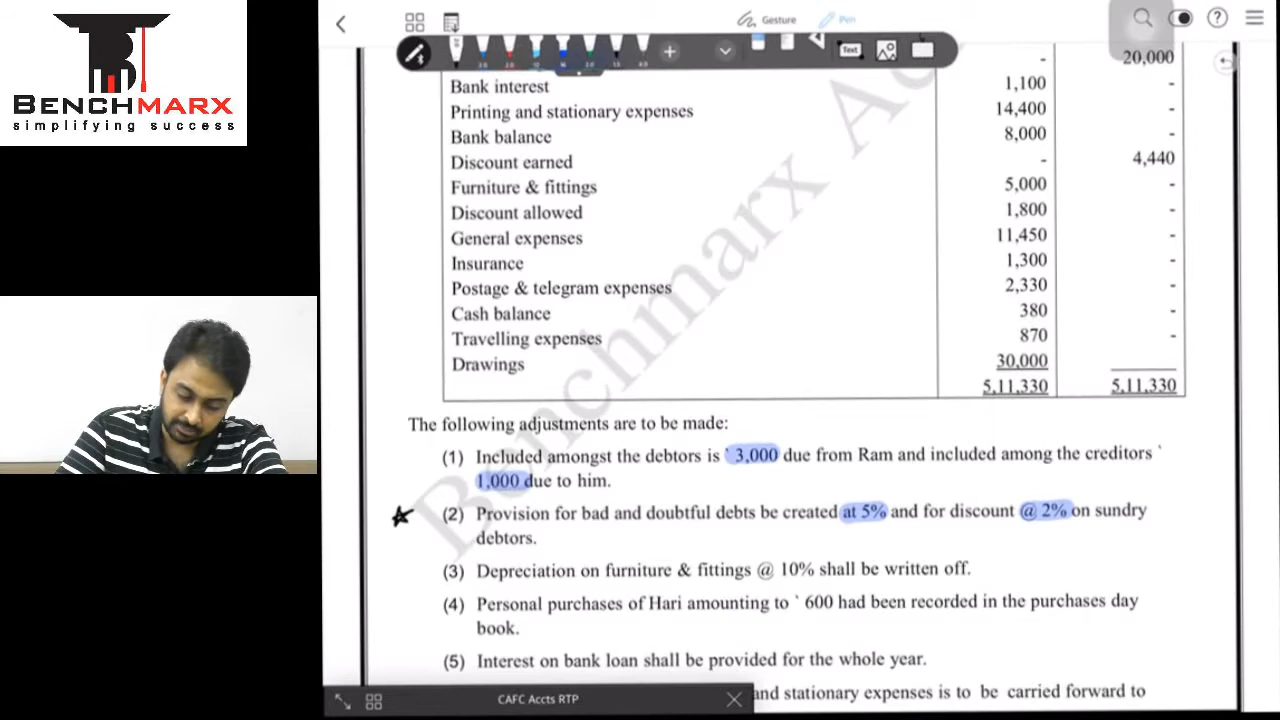 BENCHMARX
simplifying success
Gesture
Pen
Text
- 20,000
Bank interest 1,100 -
Printing and stationary expenses 14,400 -
Bank balance 8,000 -
Discount earned - 4,440
Furniture & fittings 5,000 -
Discount allowed 1,800 -
General expenses 11,450 -
Insurance 1,300 -
Postage & telegram expenses 2,330 -
Cash balance 380 -
Travelling expenses 870 -
Drawings 30,000
5,11,330 5,11,330
Benchmarx Ac
The following adjustments are to be made:
(1) Included amongst the debtors is ` 3,000 due from Ram and included among the creditors `
1,000 due to him.
(2) Provision for bad and doubtful debts be created at 5% and for discount @ 2% on sundry
debtors.
(3) Depreciation on furniture & fittings @ 10% shall be written off.
(4) Personal purchases of Hari amounting to ` 600 had been recorded in the purchases day
book.
(5) Interest on bank loan shall be provided for the whole year.
and stationary expenses is to be carried forward to
CAFC Accts RTP